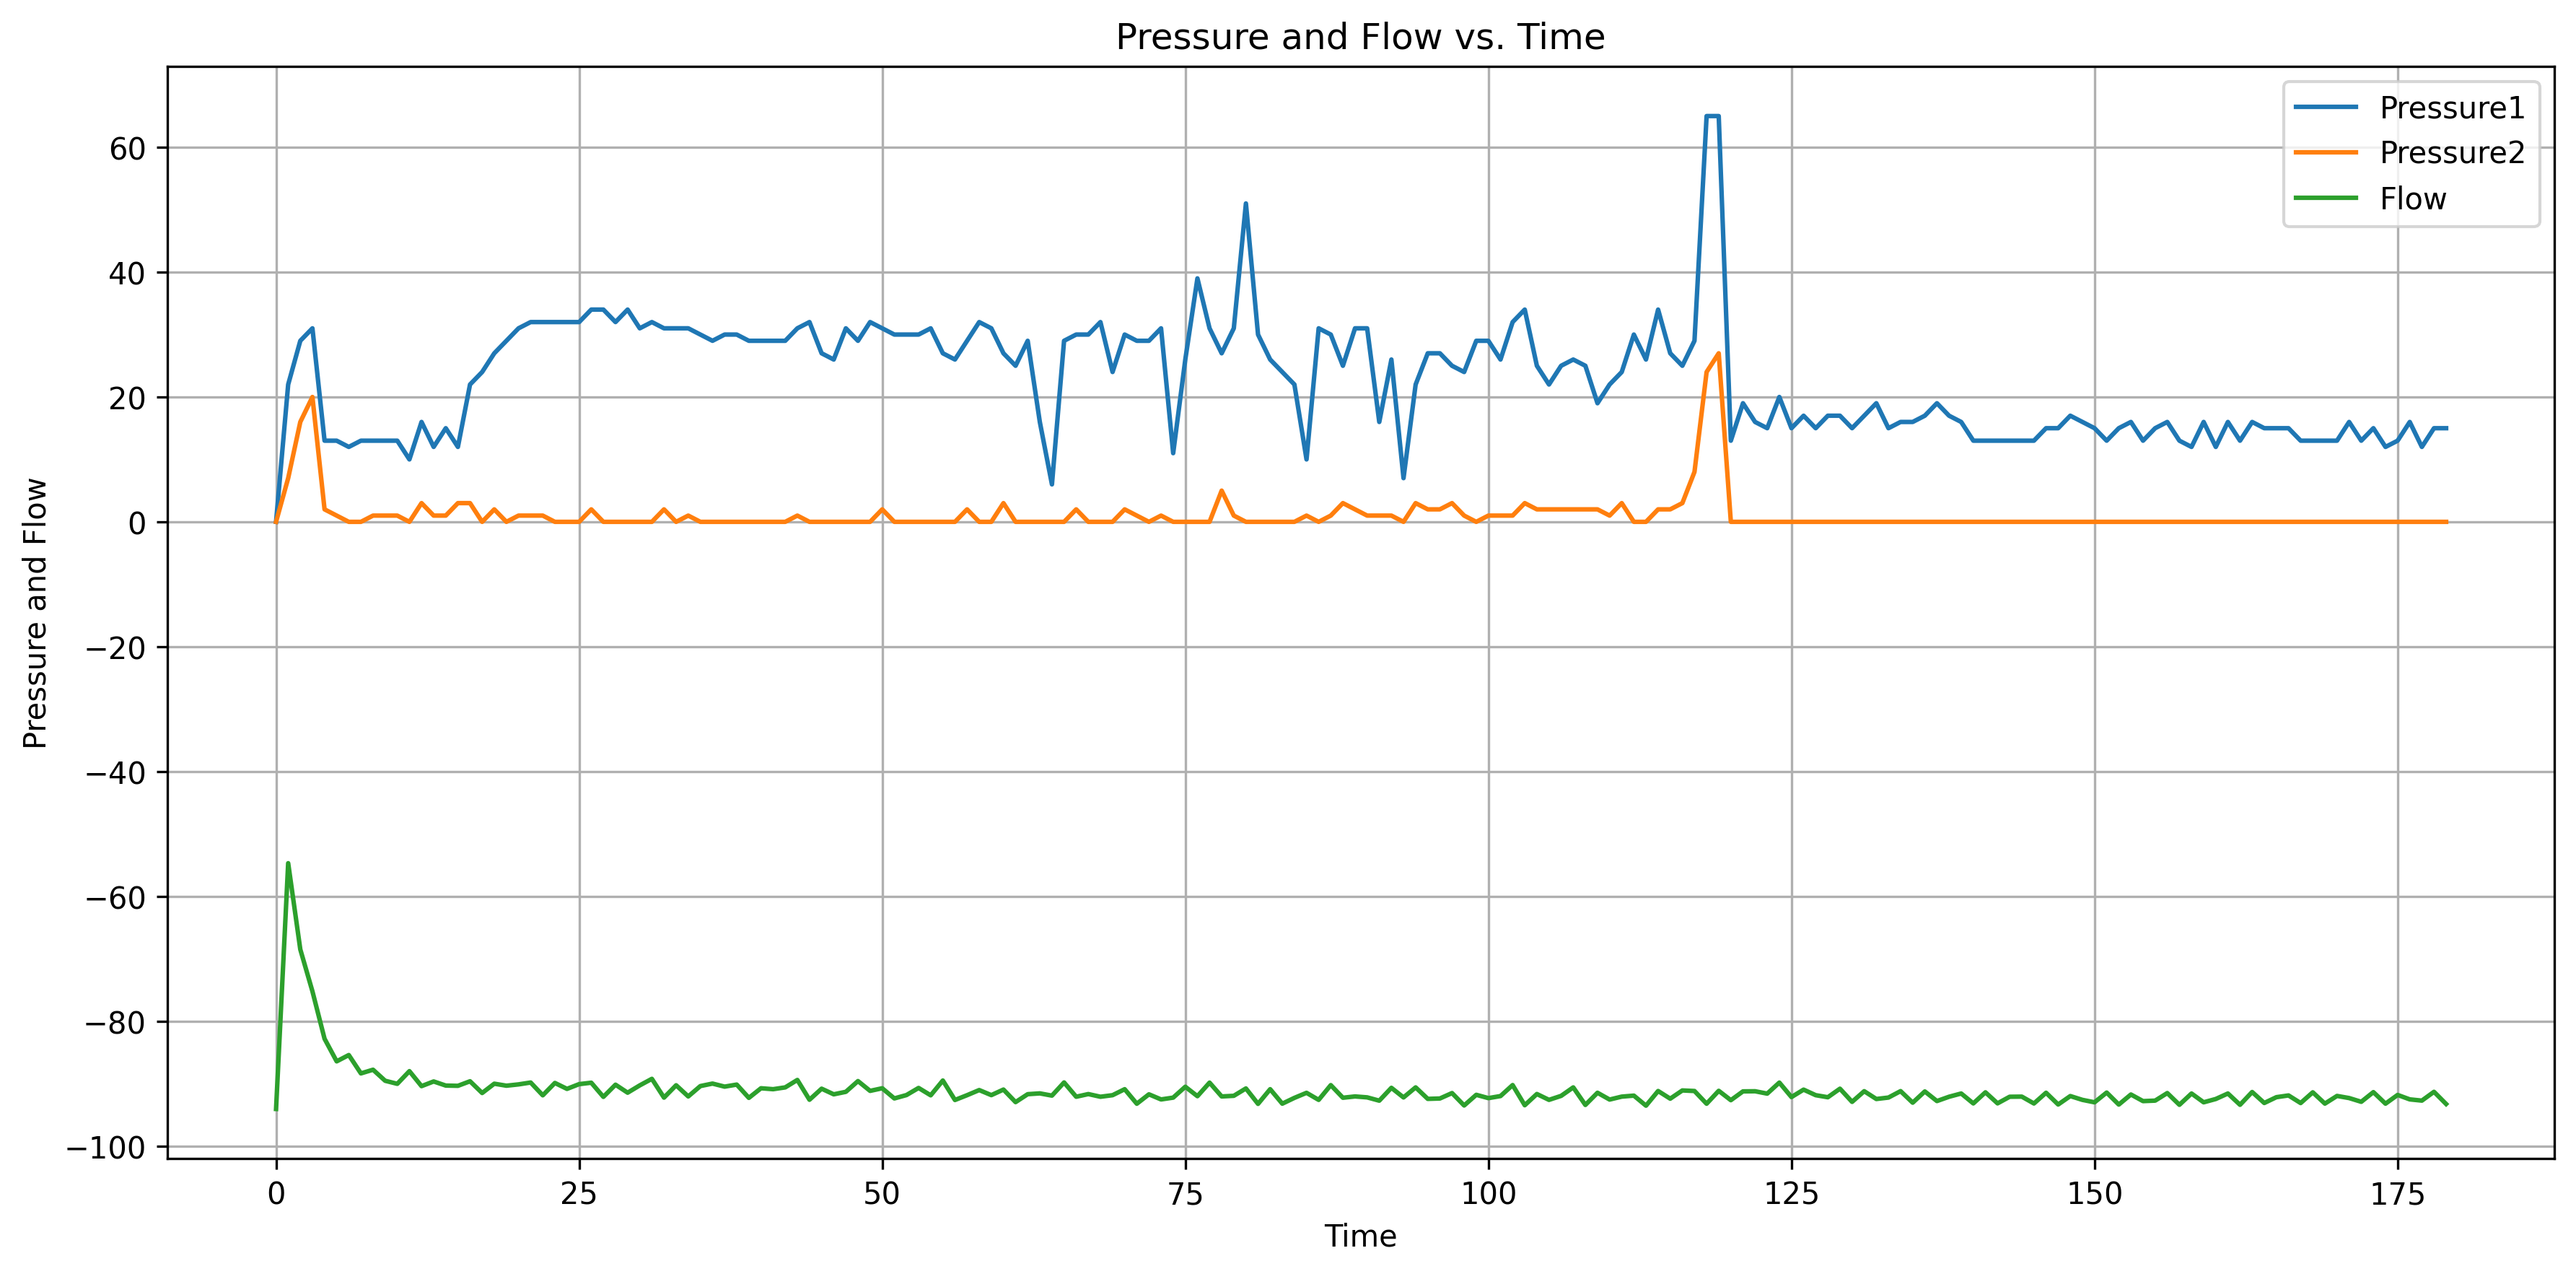 Pressure and Flow vs. Time
Pressure1
Pressure2
Flow
Pressure and Flow
60
40
20
0
−20
−40
−60
−80
−100
0 25 50 75 100 125 150 175
Time